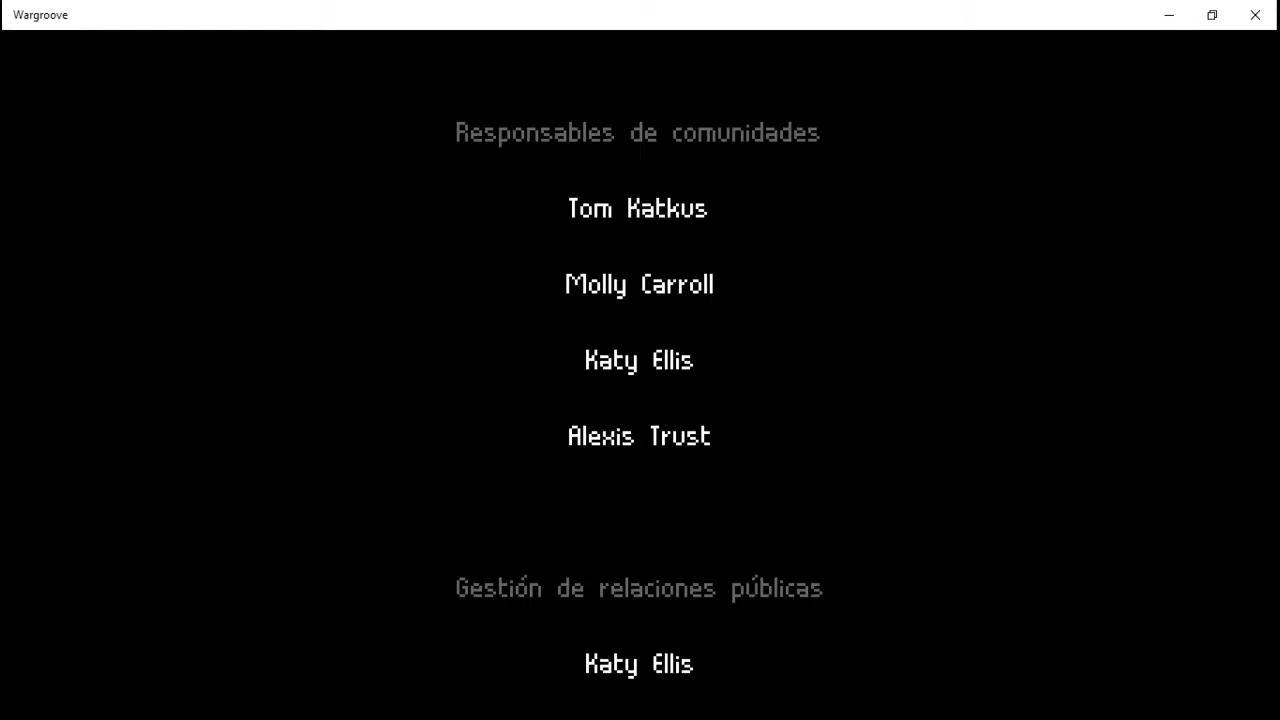 Wargroove
Responsables de comunidades
Tom Katkus
Molly Carroll
Katy Ellis
Alexis Trust
Gestión de relaciones públicas
Katy Ellis